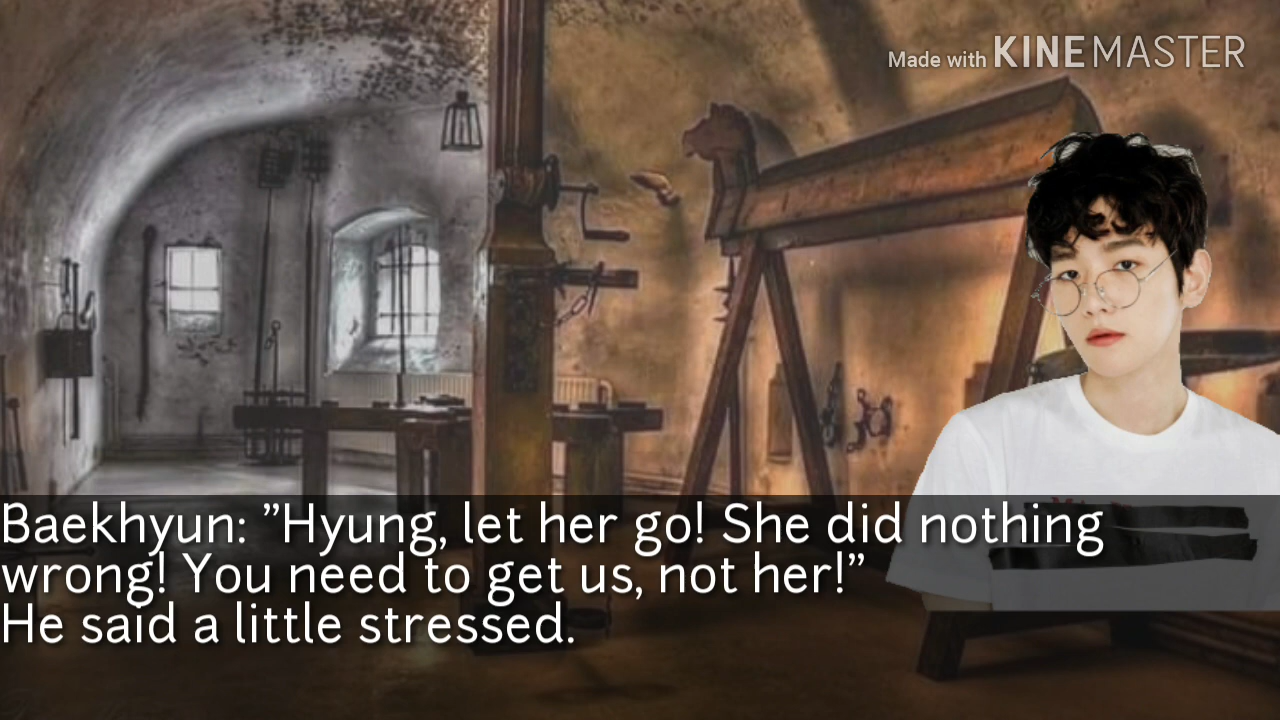 Made with KINEMASTER
Baekhyun: ”Hyung, let her go! She did nothing
wrong! You need to get us, not her!”
He said a little stressed.